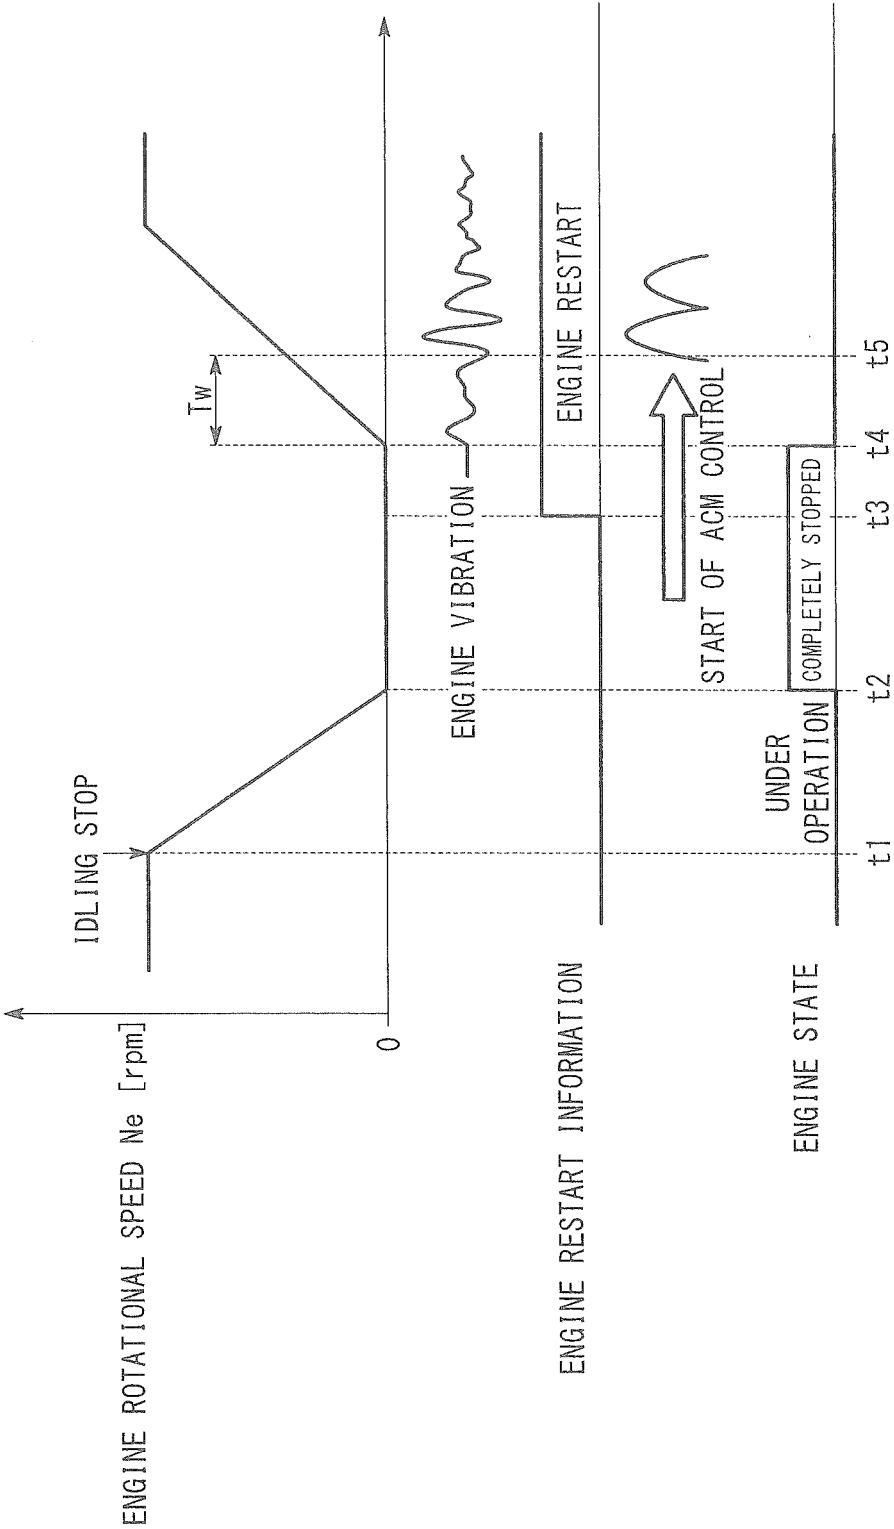 ENGINE ROTATIONAL SPEED Ne [rpm]
IDLING STOP
Tw
0
ENGINE VIBRATION
ENGINE RESTART INFORMATION
ENGINE RESTART
START OF ACM CONTROL
ENGINE STATE
UNDER
OPERATION
COMPLETELY STOPPED
t1
t2
t3
t4
t5